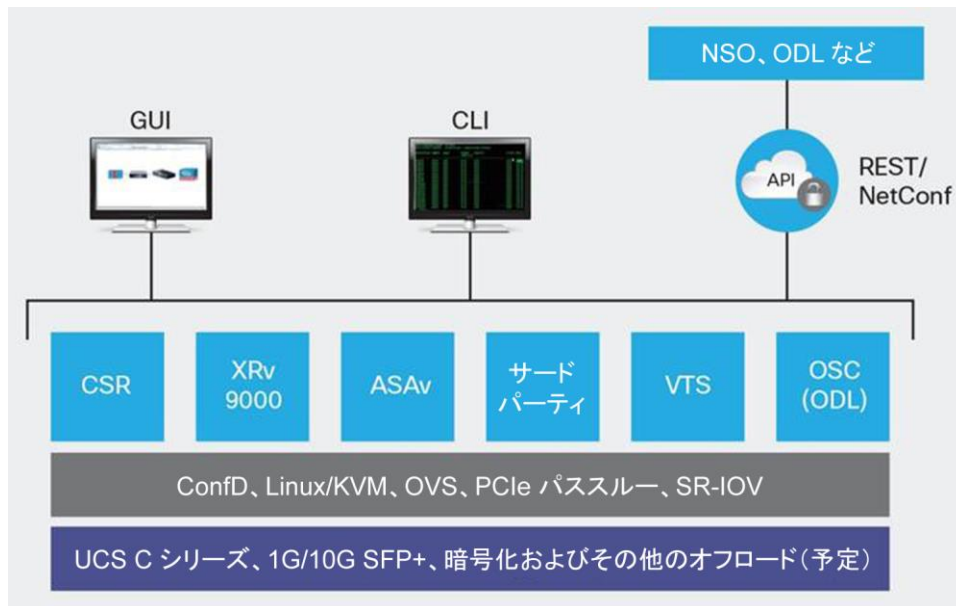 NSO、ODL など
GUI
CLI
API
REST/
NetConf
CSR
XRv
9000
ASAv
サード
パーティ
VTS
OSC
(ODL)
ConfD、Linux/KVM、OVS、PCIe パススルー、SR-IOV
UCS C シリーズ、1G/10G SFP+、暗号化およびその他のオフロード（予定）